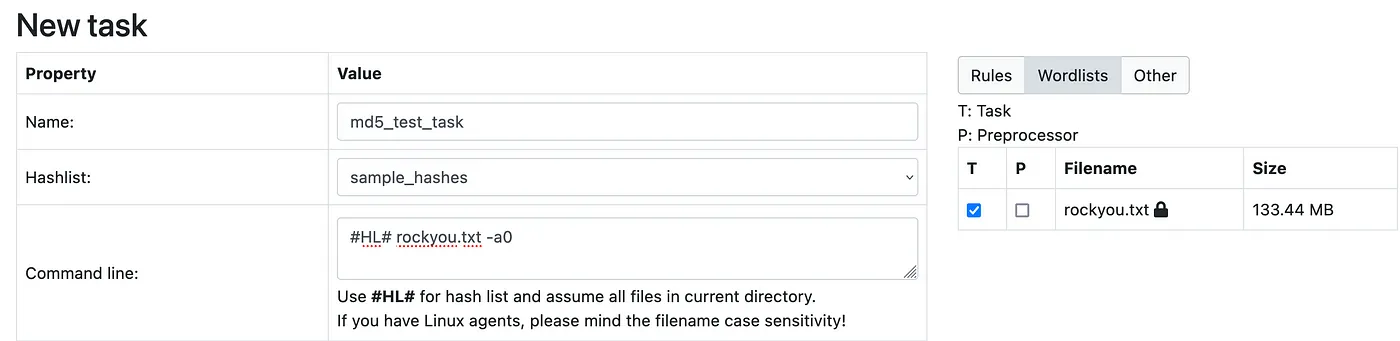 New task
Property Value
Name: md5_test_task
Hashlist: sample_hashes
Command line: #HL# rockyou.txt -a0
Use #HL# for hash list and assume all files in current directory.
If you have Linux agents, please mind the filename case sensitivity!
Rules Wordlists Other
T: Task
P: Preprocessor
T P Filename Size
rockyou.txt 133.44 MB